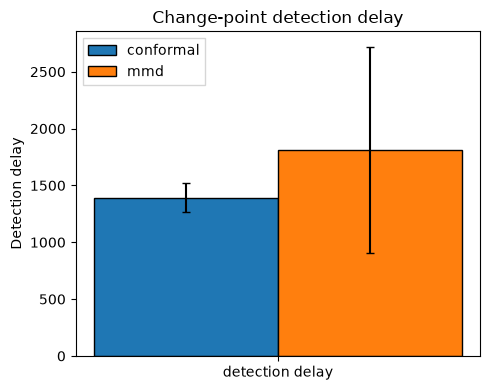 Change-point detection delay
conformal
mmd
Detection delay
2500
2000
1500
1000
500
0
detection delay